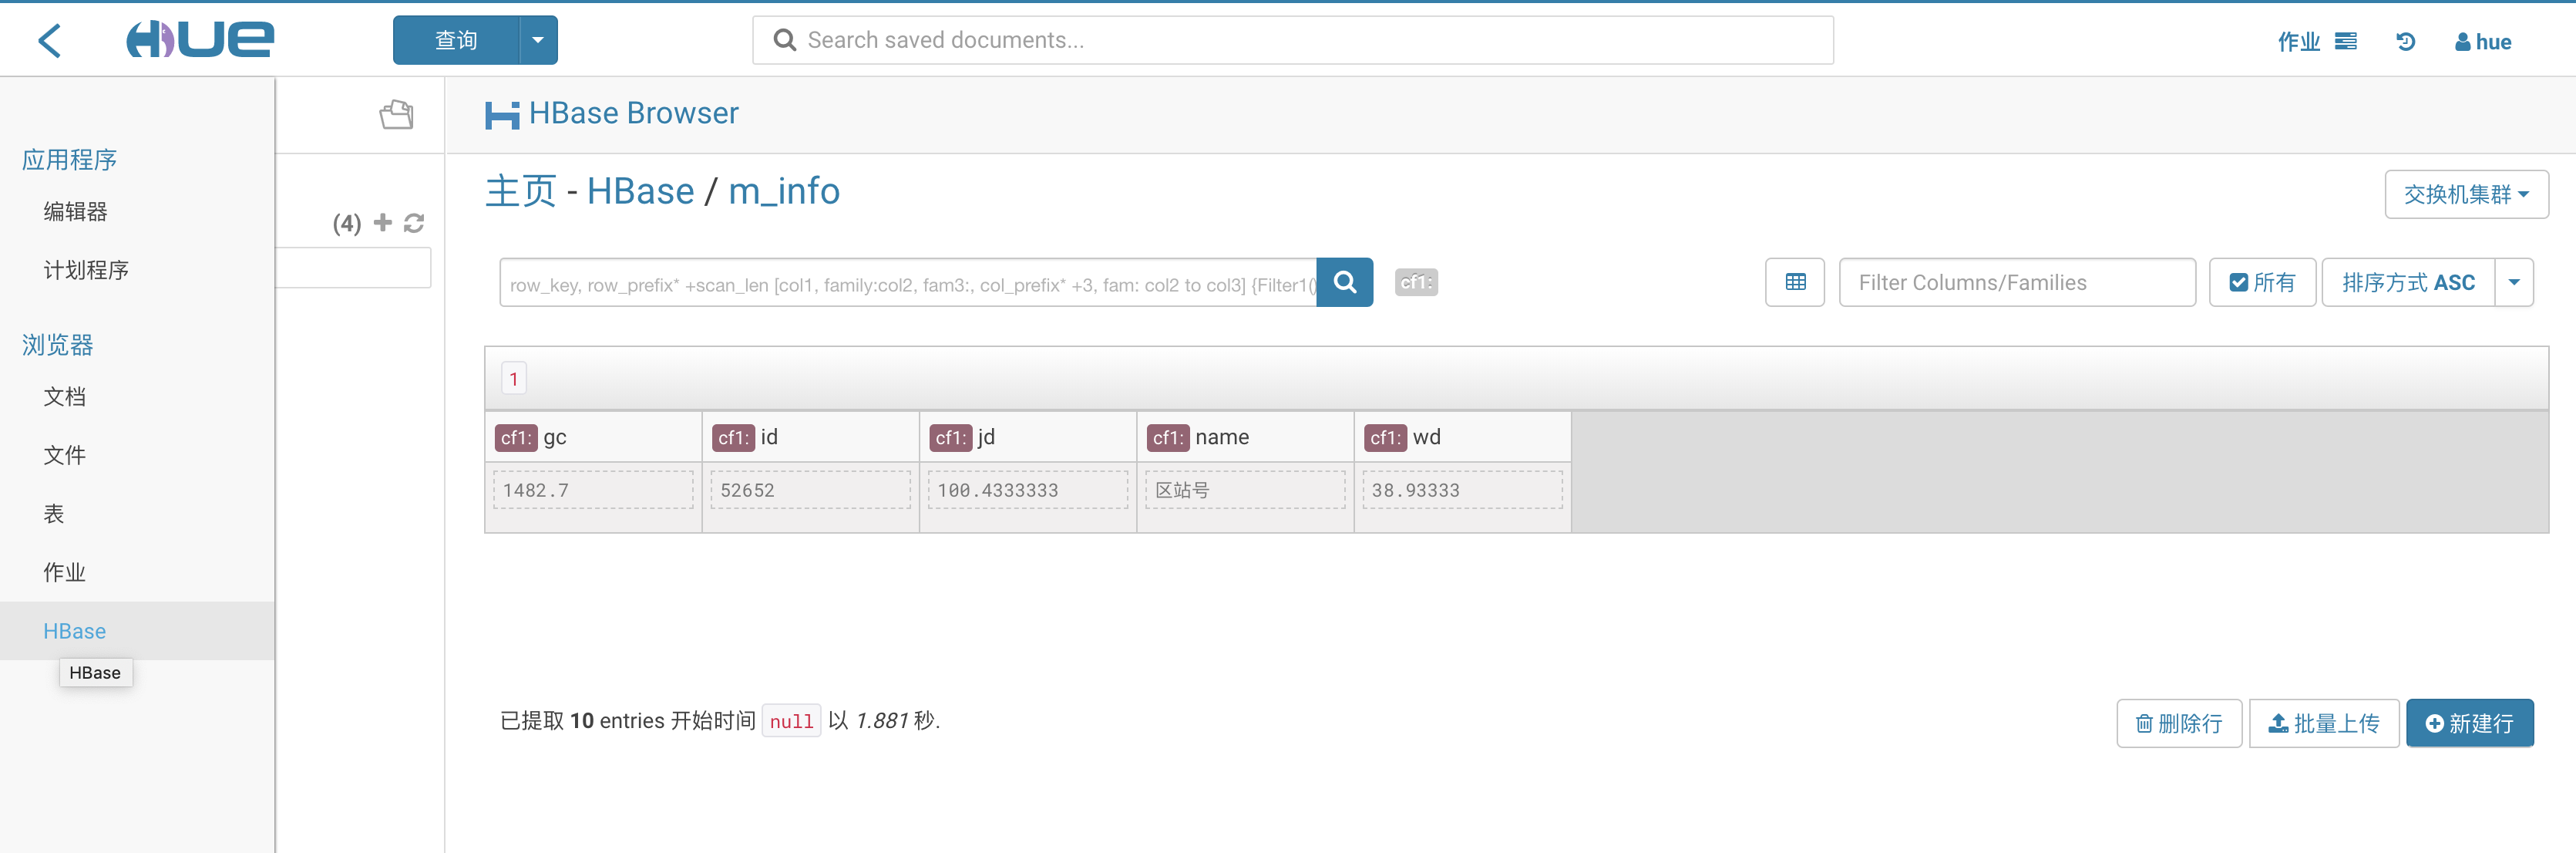 HUE
查询
Search saved documents...
作业
hue
应用程序
编辑器
计划程序
浏览器
文档
文件
表
作业
HBase
HBase
(4)
HBase Browser
主页 - HBase / m_info
交换机集群
row_key, row_prefix* +scan_len [col1, family:col2, fam3:, col_prefix* +3, fam: col2 to col3] {Filter1()
cf1:
Filter Columns/Families
所有
排序方式 ASC
1
cf1: gc
cf1: id
cf1: jd
cf1: name
cf1: wd
1482.7
52652
100.4333333
区站号
38.93333
已提取 10 entries 开始时间 null 以 1.881 秒.
删除行
批量上传
新建行